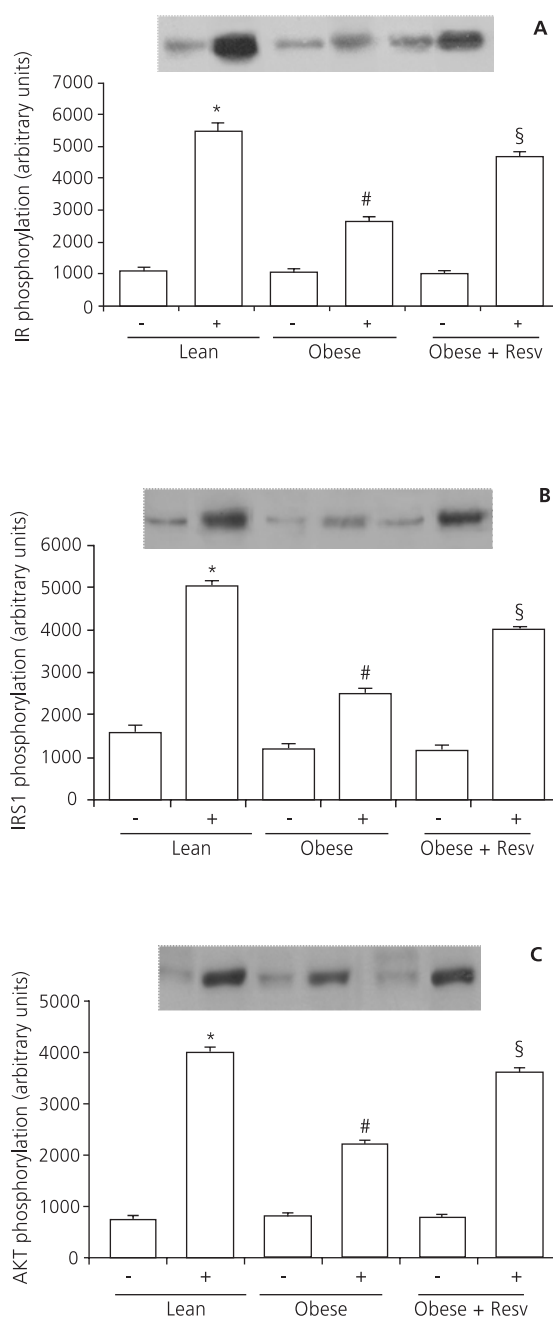 A
IR phosphorylation (arbitrary units)
7000
6000
5000
4000
3000
2000
1000
0
* # §
- + - + - +
Lean Obese Obese + Resv
B
IRS1 phosphorylation (arbitrary units)
6000
5000
4000
3000
2000
1000
0
* # §
- + - + - +
Lean Obese Obese + Resv
C
AKT phosphorylation (arbitrary units)
5000
4000
3000
2000
1000
0
* # §
- + - + - +
Lean Obese Obese + Resv